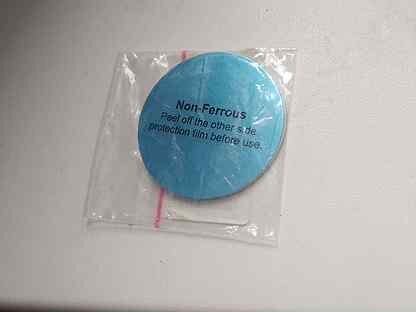 Non-Ferrous
Peel off the other side
protection film before use.